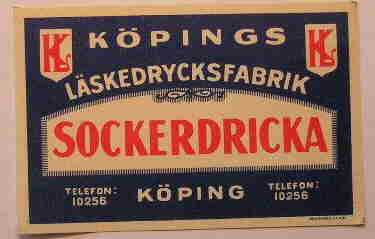 KÖPINGS
LÄSKEDRYCKSFABRIK
SOCKERDRICKA
TELEFON:
10256
KÖPING
TELEFON:
10256